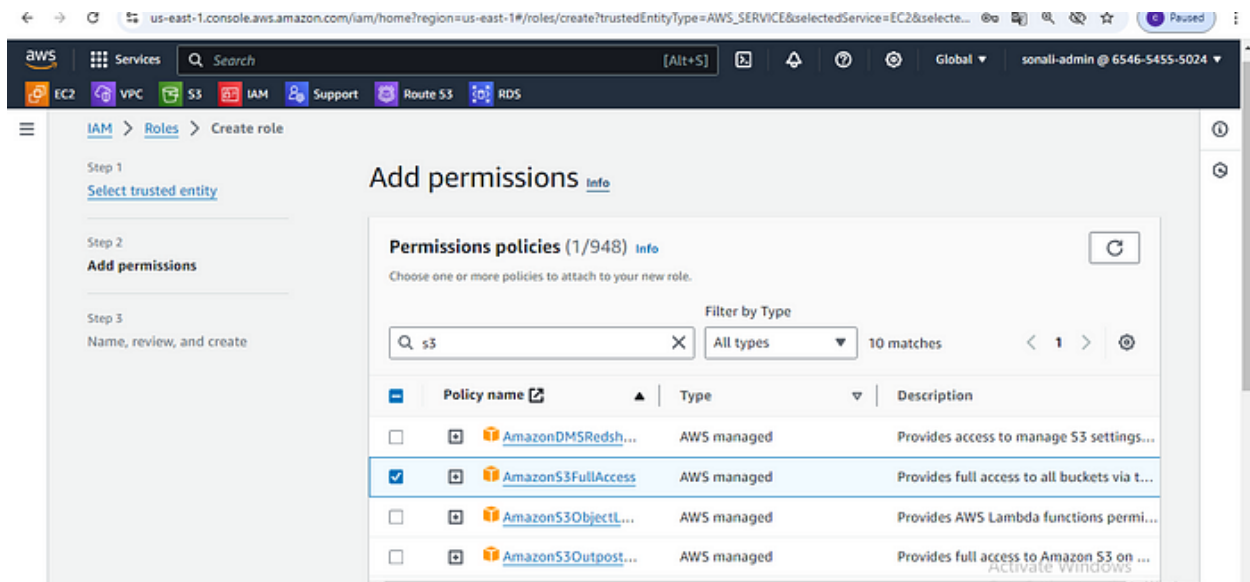 us-east-1.console.aws.amazon.com/iam/home?region=us-east-1#/roles/create?trustedEntityType=AWS_SERVICE&selectedService=EC2&selecte... Paused
aws Services Search [Alt+S] Global sonali-admin @ 6546-5455-5024
EC2 VPC S3 IAM Support Route 53 RDS
IAM > Roles > Create role
Step 1
Select trusted entity
Step 2
Add permissions
Step 3
Name, review, and create
Add permissions Info
Permissions policies (1/948) Info
Choose one or more policies to attach to your new role.
Filter by Type
s3 All types 10 matches 1
Policy name Type Description
AmazonDMSRedsh... AWS managed Provides access to manage S3 settings...
AmazonS3FullAccess AWS managed Provides full access to all buckets via t...
AmazonS3ObjectL... AWS managed Provides AWS Lambda functions permi...
AmazonS3Outpost... AWS managed Provides full access to Amazon S3 on ...
Activate Windows